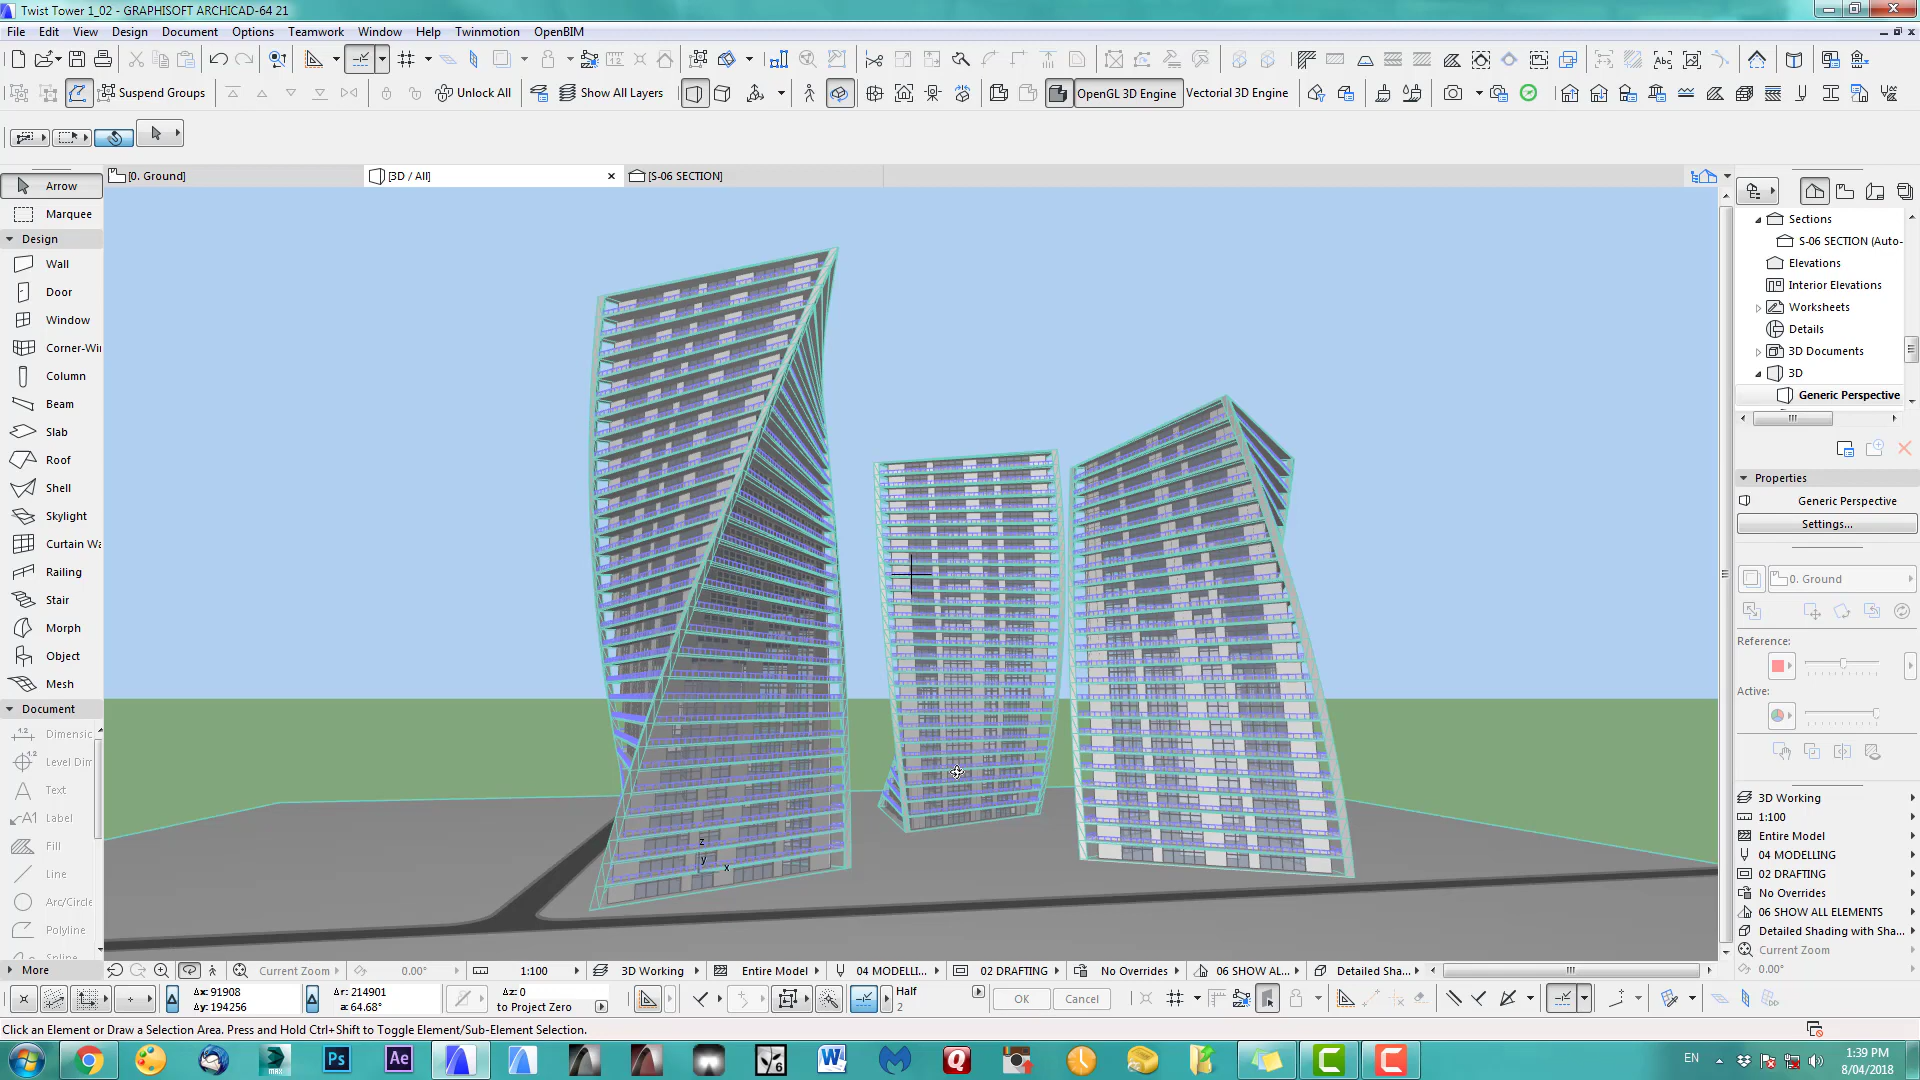 Twist Tower 1_02 - GRAPHISOFT ARCHICAD-64 21
File Edit View Design Document Options Teamwork Window Help Twinmotion OpenBIM
Suspend Groups Unlock All Show All Layers OpenGL 3D Engine Vectorial 3D Engine
[0. Ground] [3D / All] [S-06 SECTION]
Arrow
Marquee
Design
Wall
Door
Window
Corner-Wi
Column
Beam
Slab
Roof
Shell
Skylight
Curtain Wa
Railing
Stair
Morph
Object
Mesh
Document
Dimensic
Level Dim
Text
Label
Fill
Line
Arc/Circle
Polyline
Spline
More
z
y
x
Sections
S-06 SECTION (Auto-
Elevations
Interior Elevations
Worksheets
Details
3D Documents
3D
Generic Perspective
Properties
Generic Perspective
Settings...
0. Ground
Reference:
Active:
3D Working
1:100
Entire Model
04 MODELLING
02 DRAFTING
No Overrides
06 SHOW ALL ELEMENTS
Detailed Shading with Sha...
Current Zoom
0.00°
Current Zoom 0.00° 1:100 3D Working Entire Model 04 MODELLI... 02 DRAFTING No Overrides 06 SHOW AL... Detailed Sha...
Δx: 91908 Δr: 214901 Δz: 0 Half
Δy: 194256 a: 64.68° to Project Zero 2 OK Cancel
Click an Element or Draw a Selection Area. Press and Hold Ctrl+Shift to Toggle Element/Sub-Element Selection.
MAX Ps Ae 6 W Q C C EN 1:39 PM
8/04/2018